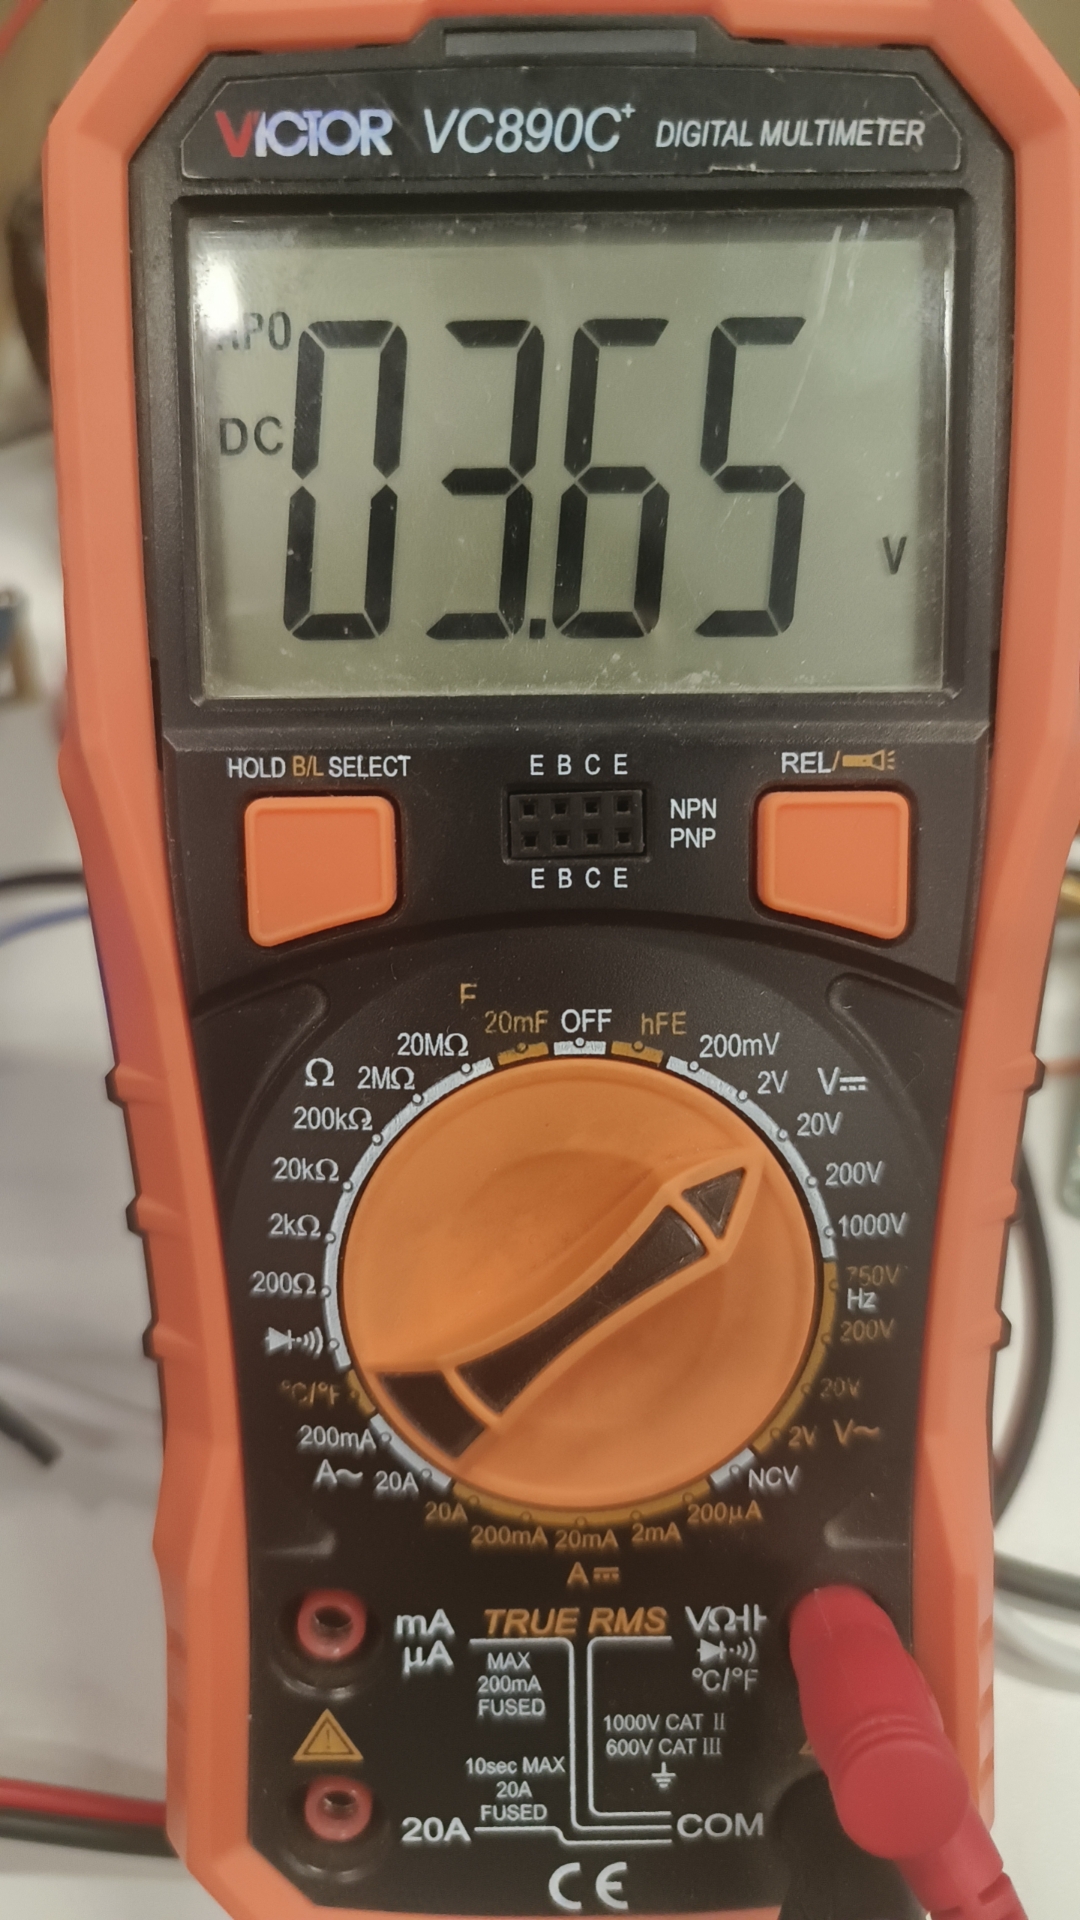 VICTOR VC890C+ DIGITAL MULTIMETER
APO
DC
03.65
V
HOLD B/L SELECT
E B C E
REL/
NPN
PNP
E B C E
F
20mF
OFF
hFE
20MΩ
200mV
Ω
2MΩ
2V
V⎓
200kΩ
20V
20kΩ
200V
2kΩ
1000V
200Ω
750V
Hz
200V
°C/°F
20V
200mA
2V V~
A~ 20A
NCV
20A
200mA
20mA
2mA
200µA
A⎓
mA
µA
TRUE RMS
VΩ
°C/°F
MAX
200mA
FUSED
1000V CAT II
600V CAT III
10sec MAX
20A
FUSED
20A
COM
CE